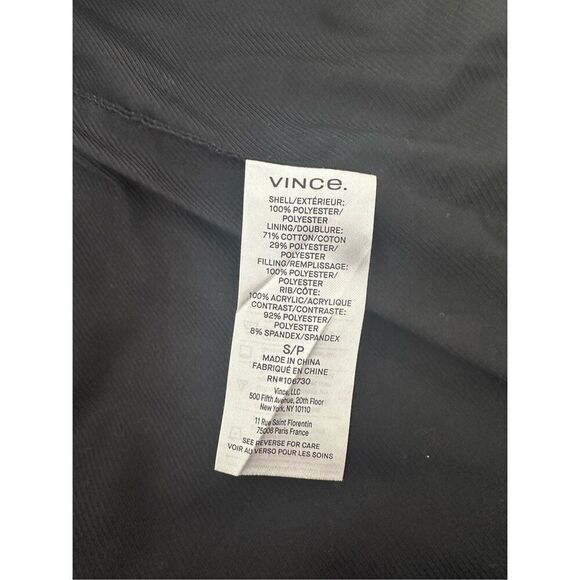 VINCe.
SHELL/EXTÉRIEUR:
100% POLYESTER/
POLYESTER
LINING/DOUBLURE:
71% COTTON/COTON
29% POLYESTER/
POLYESTER
FILLING/REMPLISSAGE:
100% POLYESTER/
POLYESTER
RIB/CÔTE:
100% ACRYLIC/ACRYLIQUE
CONTRAST/CONTRASTE:
92% POLYESTER/
POLYESTER
8% SPANDEX/SPANDEX
S/P
MADE IN CHINA
FABRIQUÉ EN CHINE
RN#106730
Vince, LLC
500 Fifth Avenue, 20th Floor
New York, NY 10110
11 Rue Saint Florentin
75008 Paris France
SEE REVERSE FOR CARE
VOIR AU VERSO POUR LES SOINS